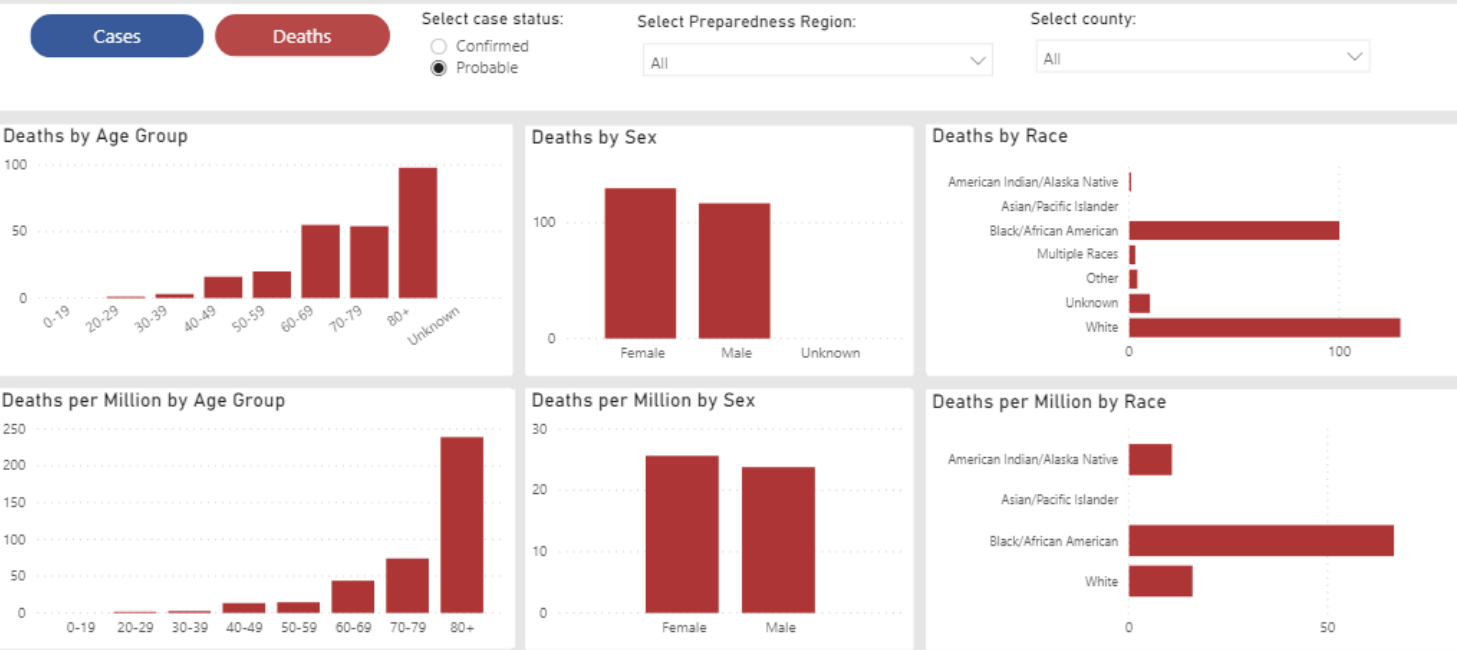 Cases
Deaths
Select case status:
Confirmed
Probable
Select Preparedness Region:
All
Select county:
All
Deaths by Age Group
100
50
0
0-19 20-29 30-39 40-49 50-59 60-69 70-79 80+ Unknown
Deaths by Sex
100
0
Female Male Unknown
Deaths by Race
American Indian/Alaska Native
Asian/Pacific Islander
Black/African American
Multiple Races
Other
Unknown
White
0 100
Deaths per Million by Age Group
250
200
150
100
50
0
0-19 20-29 30-39 40-49 50-59 60-69 70-79 80+
Deaths per Million by Sex
30
20
10
0
Female Male
Deaths per Million by Race
American Indian/Alaska Native
Asian/Pacific Islander
Black/African American
White
0 50